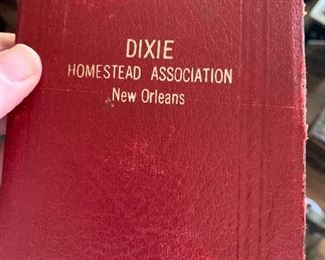 DIXIE
HOMESTEAD ASSOCIATION
New Orleans